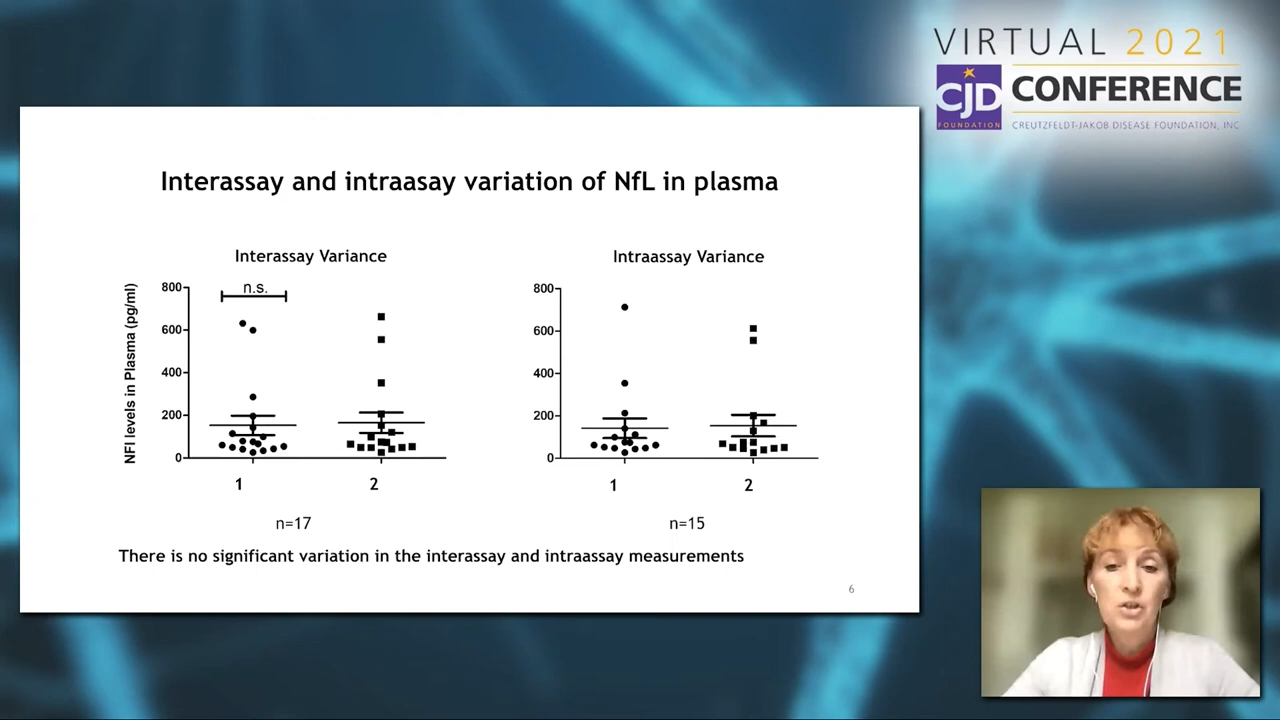 VIRTUAL 2021
CJD
FOUNDATION
CONFERENCE
CREUTZFELDT-JAKOB DISEASE FOUNDATION, INC
Interassay and intraasay variation of NfL in plasma
Interassay Variance
NFl levels in Plasma (pg/ml)
800
600
400
200
0
n.s.
1
2
n=17
Intraassay Variance
800
600
400
200
0
1
2
n=15
There is no significant variation in the interassay and intraassay measurements
6